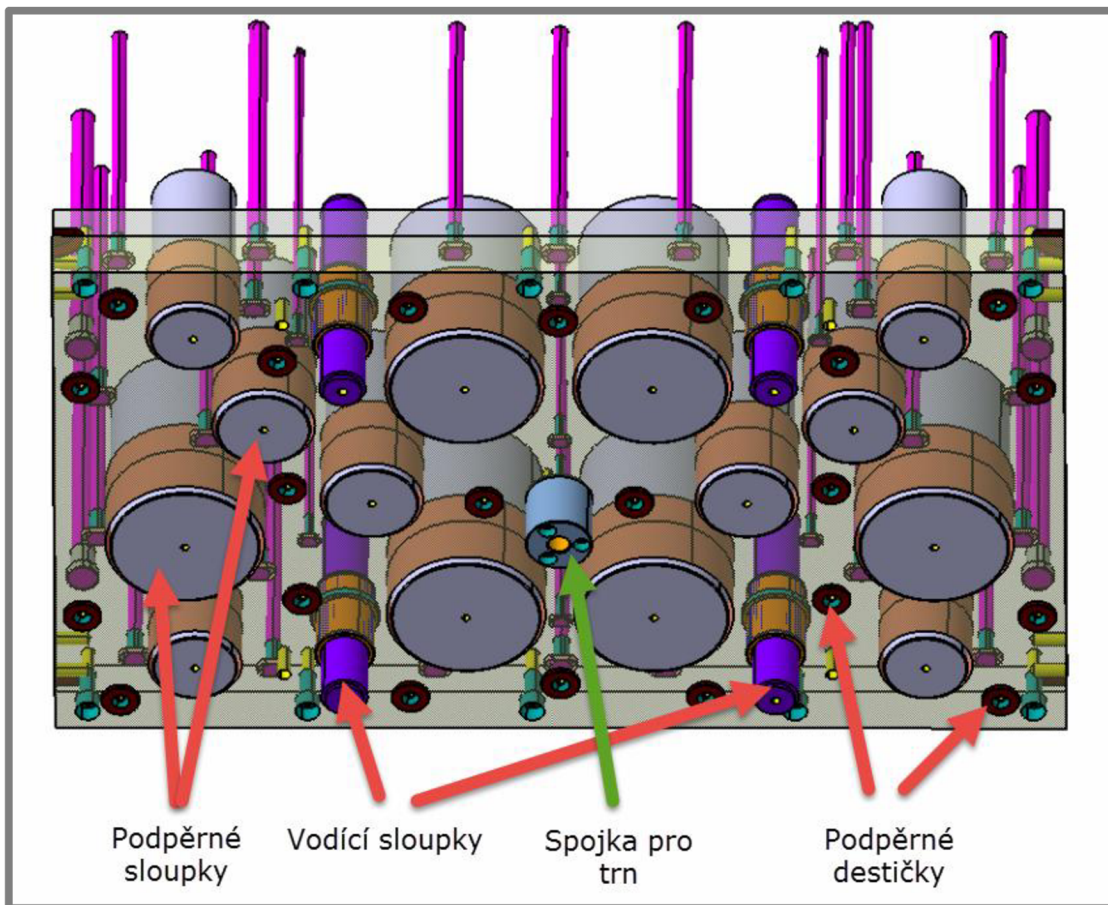 Podpěrné
sloupky
Vodící sloupky
Spojka pro
trn
Podpěrné
destičky